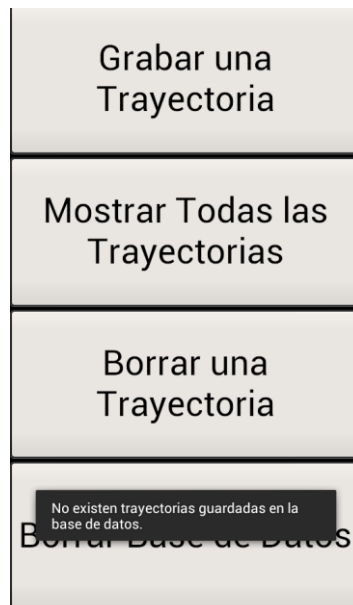 Grabar una
Trayectoria
Mostrar Todas las
Trayectorias
Borrar una
Trayectoria
No existen trayectorias guardadas en la
base de datos.
Borrar Base de Datos